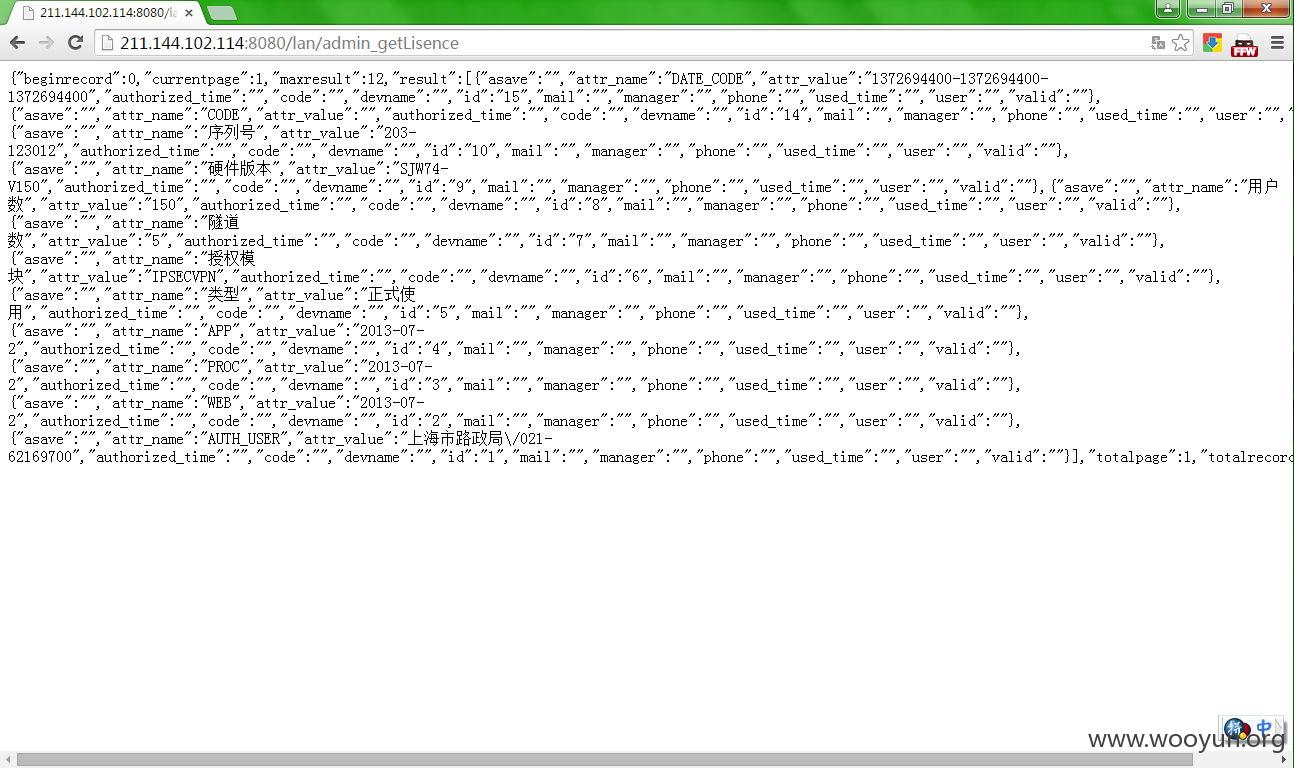 211.144.102.114:8080/la
211.144.102.114:8080/lan/admin_getLisence
FFW
{"beginrecord":0,"currentpage":1,"maxresult":12,"result":[{"asave":"","attr_name":"DATE_CODE","attr_value":"1372694400-1372694400-
1372694400","authorized_time":"","code":"","devname":"","id":"15","mail":"","manager":"","phone":"","used_time":"","user":"","valid":""},
{"asave":"","attr_name":"CODE","attr_value":"","authorized_time":"","code":"","devname":"","id":"14","mail":"","manager":"","phone":"","used_time":"","user":"","
{"asave":"","attr_name":"序列号","attr_value":"203-
123012","authorized_time":"","code":"","devname":"","id":"10","mail":"","manager":"","phone":"","used_time":"","user":"","valid":""},
{"asave":"","attr_name":"硬件版本","attr_value":"SJW74-
V150","authorized_time":"","code":"","devname":"","id":"9","mail":"","manager":"","phone":"","used_time":"","user":"","valid":""},{"asave":"","attr_name":"用户
数","attr_value":"150","authorized_time":"","code":"","devname":"","id":"8","mail":"","manager":"","phone":"","used_time":"","user":"","valid":""},
{"asave":"","attr_name":"隧道
数","attr_value":"5","authorized_time":"","code":"","devname":"","id":"7","mail":"","manager":"","phone":"","used_time":"","user":"","valid":""},
{"asave":"","attr_name":"授权模
块","attr_value":"IPSECVPN","authorized_time":"","code":"","devname":"","id":"6","mail":"","manager":"","phone":"","used_time":"","user":"","valid":""},
{"asave":"","attr_name":"类型","attr_value":"正式使
用","authorized_time":"","code":"","devname":"","id":"5","mail":"","manager":"","phone":"","used_time":"","user":"","valid":""},
{"asave":"","attr_name":"APP","attr_value":"2013-07-
2","authorized_time":"","code":"","devname":"","id":"4","mail":"","manager":"","phone":"","used_time":"","user":"","valid":""},
{"asave":"","attr_name":"PROC","attr_value":"2013-07-
2","authorized_time":"","code":"","devname":"","id":"3","mail":"","manager":"","phone":"","used_time":"","user":"","valid":""},
{"asave":"","attr_name":"WEB","attr_value":"2013-07-
2","authorized_time":"","code":"","devname":"","id":"2","mail":"","manager":"","phone":"","used_time":"","user":"","valid":""},
{"asave":"","attr_name":"AUTH_USER","attr_value":"上海市路政局\/021-
62169700","authorized_time":"","code":"","devname":"","id":"1","mail":"","manager":"","phone":"","used_time":"","user":"","valid":""}],"totalpage":1,"totalrecord
中
www.wooyun.org